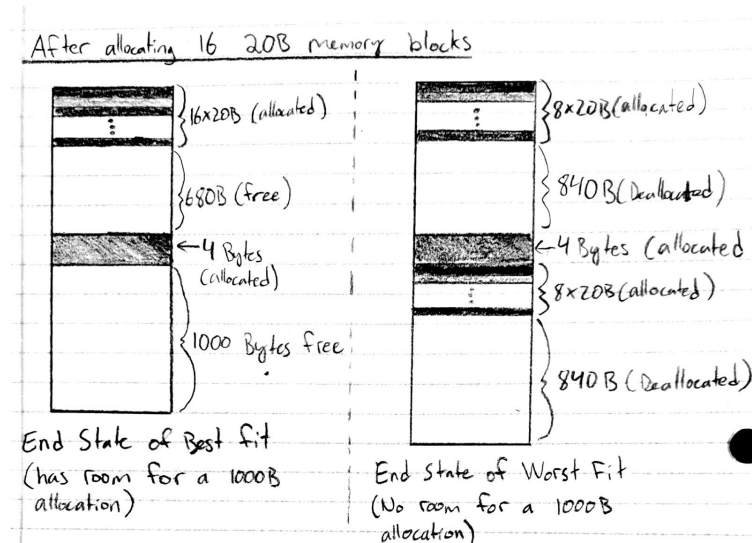 After allocating 16 20B memory blocks
16×20B (allocated)
680B (free)
←4 Bytes
(allocated)
1000 Bytes free
End State of Best fit
(has room for a 1000B
allocation)
8×20B (allocated)
840B (Deallocated)
←4 Bytes (allocated
8×20B (allocated)
840B (Deallocated)
End State of Worst Fit
(No room for a 1000B
allocation)